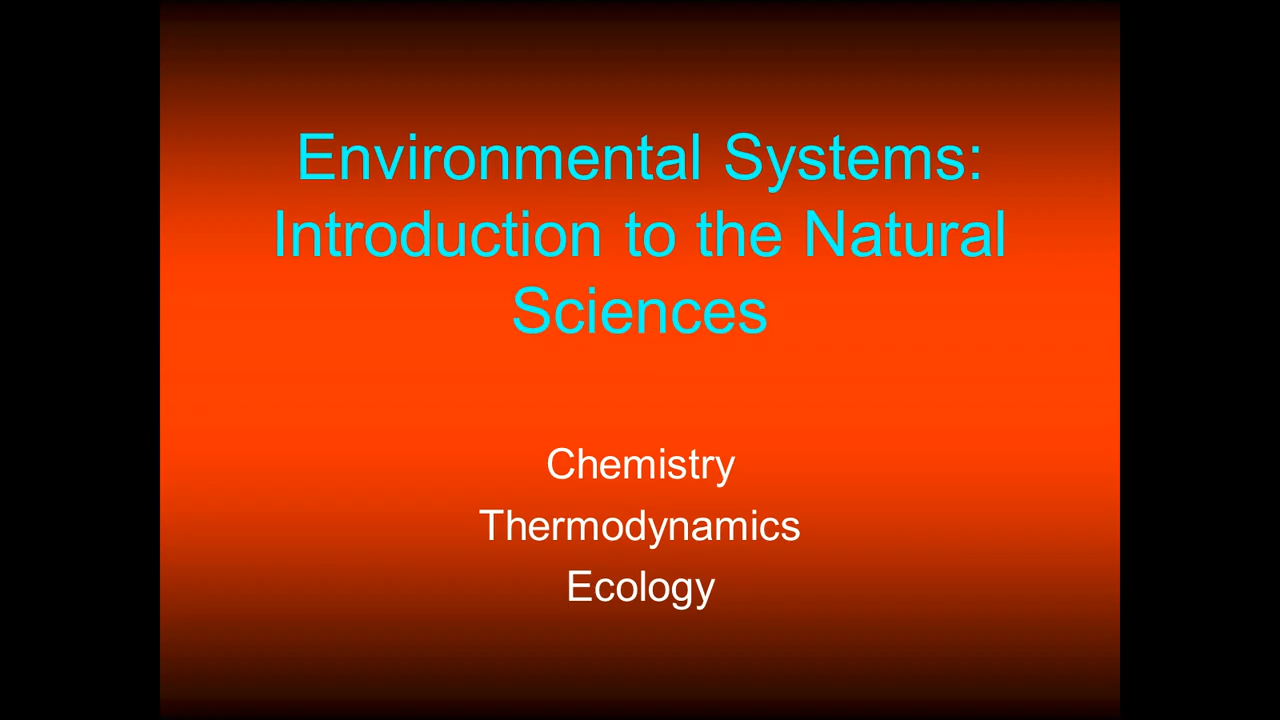 Environmental Systems:
Introduction to the Natural
Sciences
Chemistry
Thermodynamics
Ecology